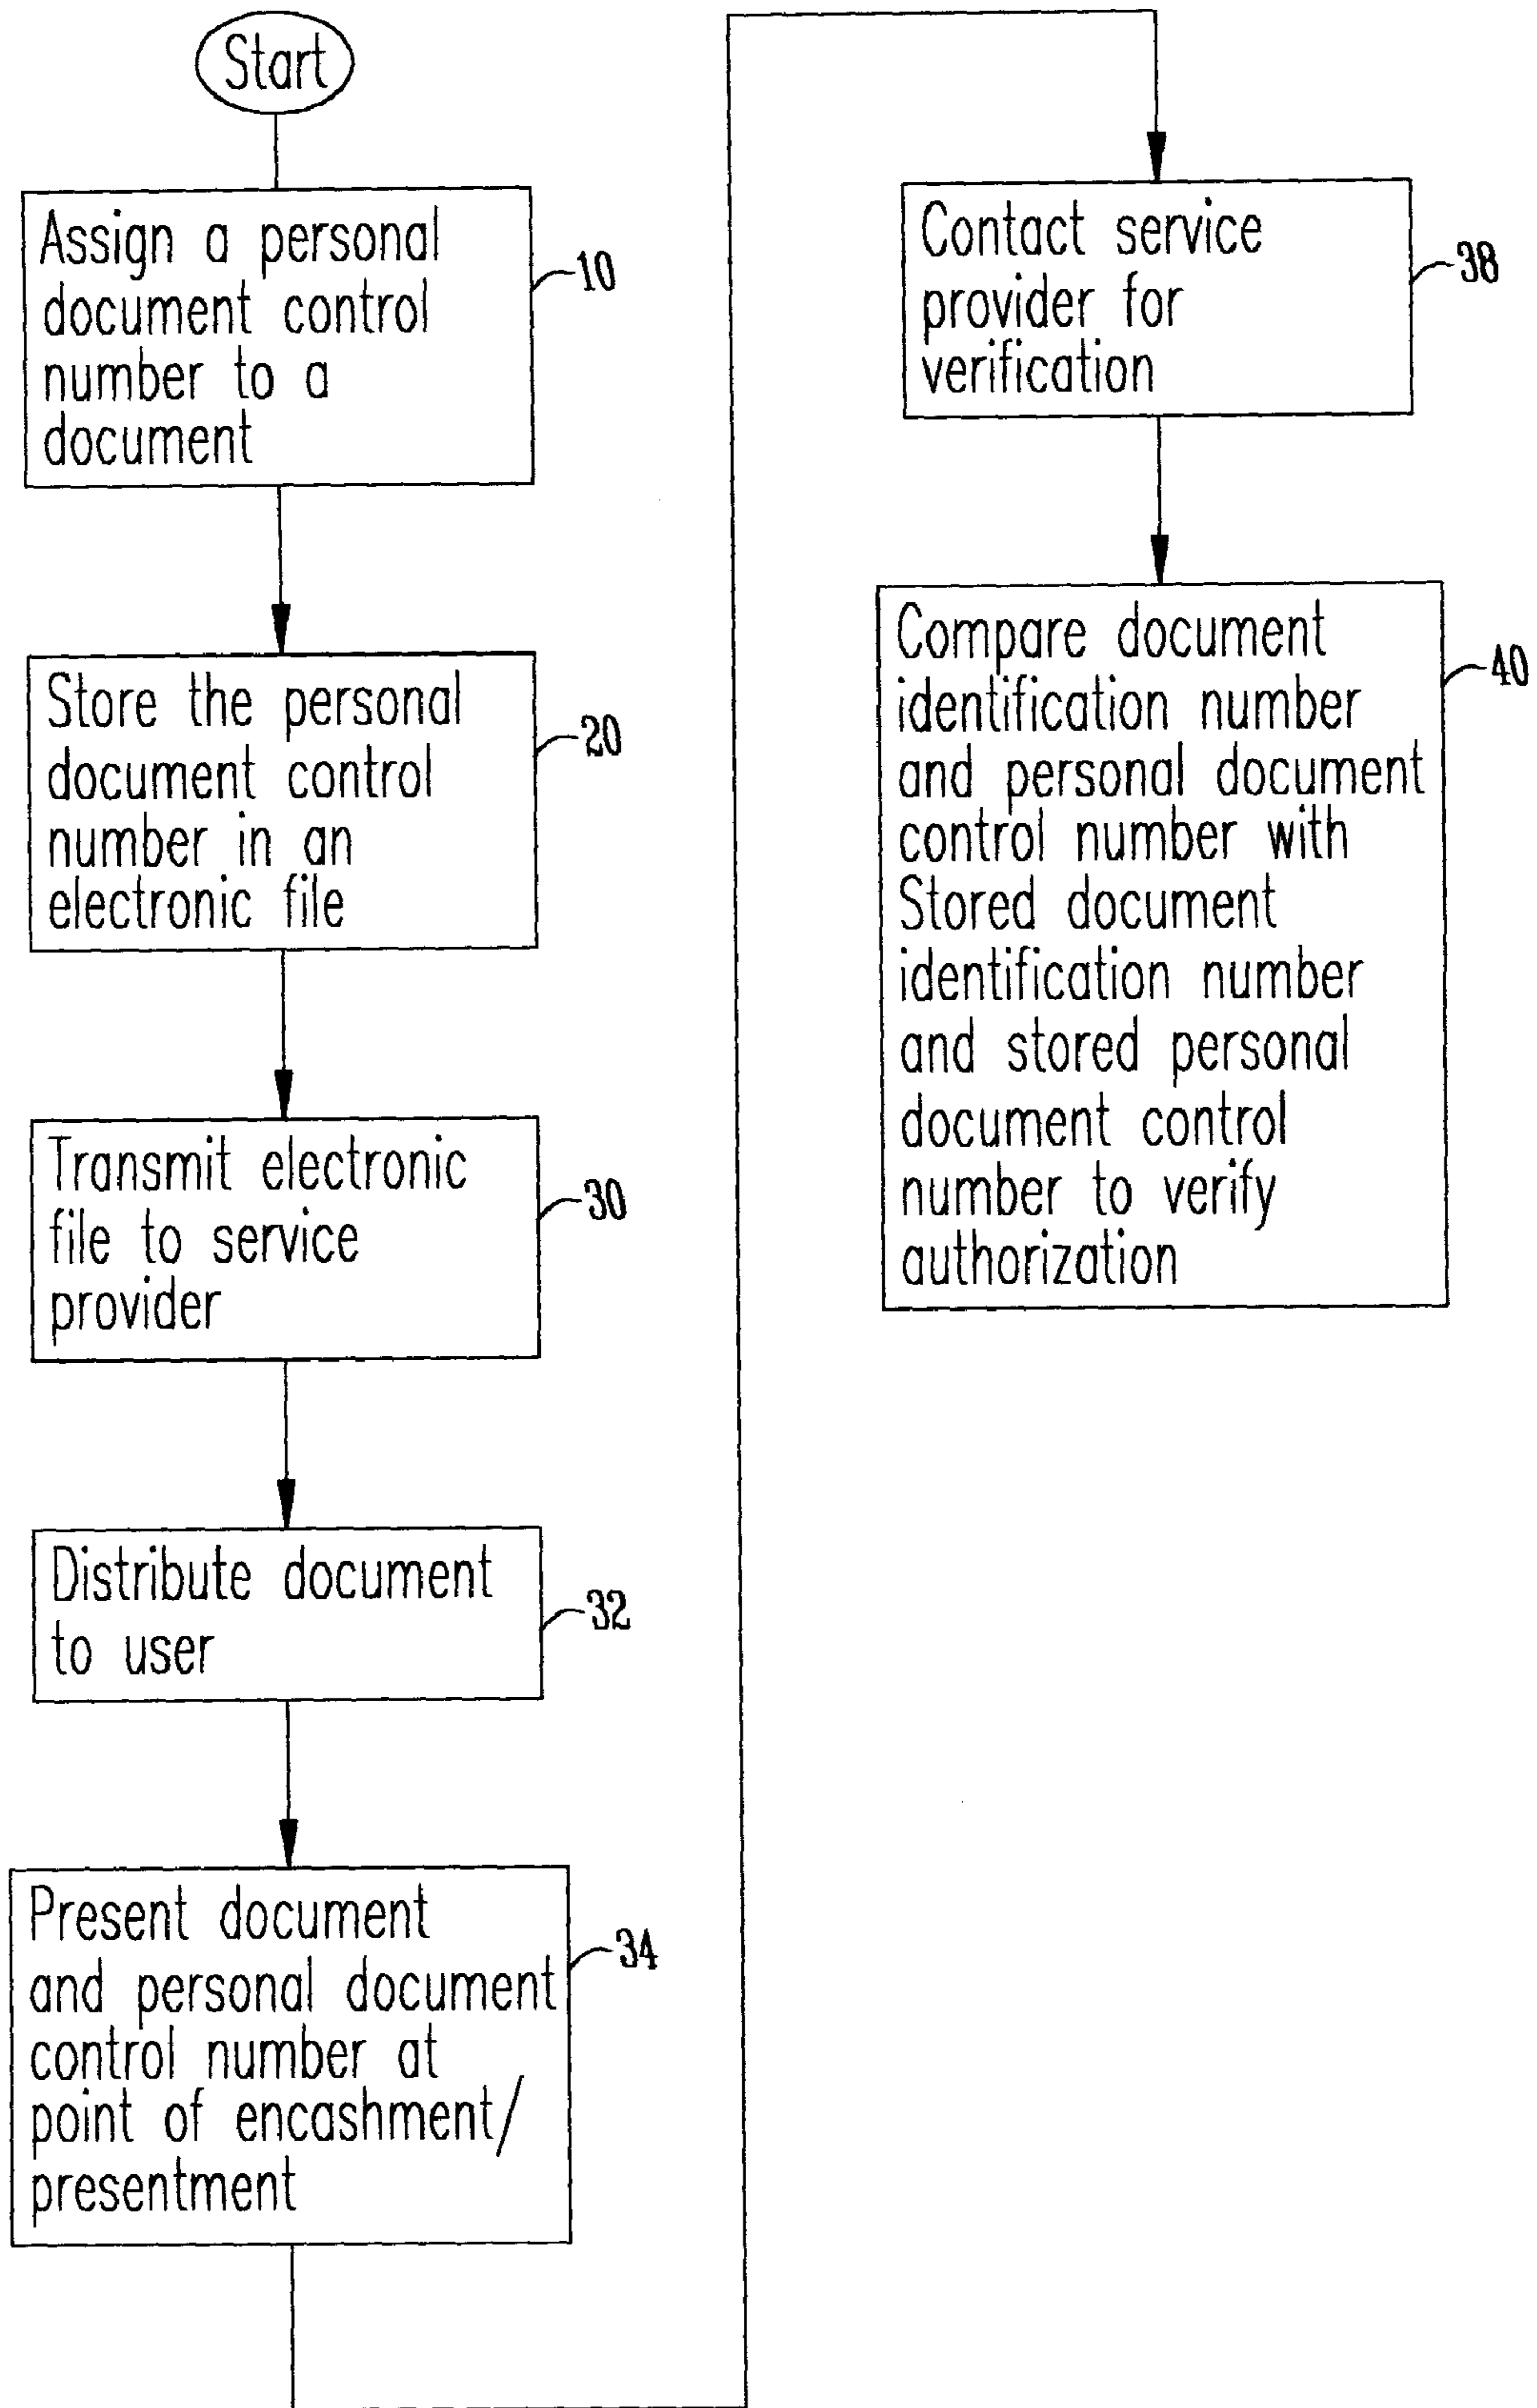 Start
Assign a personal
document control
number to a
document
10
Store the personal
document control
number in an
electronic file
20
Transmit electronic
file to service
provider
30
Distribute document
to user
32
Present document
and personal document
control number at
point of encashment/
presentment
34
Contact service
provider for
verification
38
Compare document
identification number
and personal document
control number with
Stored document
identification number
and stored personal
document control
number to verify
authorization
40